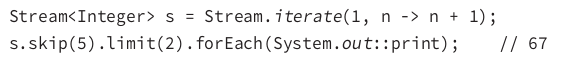 Stream<Integer> s = Stream.iterate(1, n -> n + 1);
s.skip(5).limit(2).forEach(System.out::print);    // 67